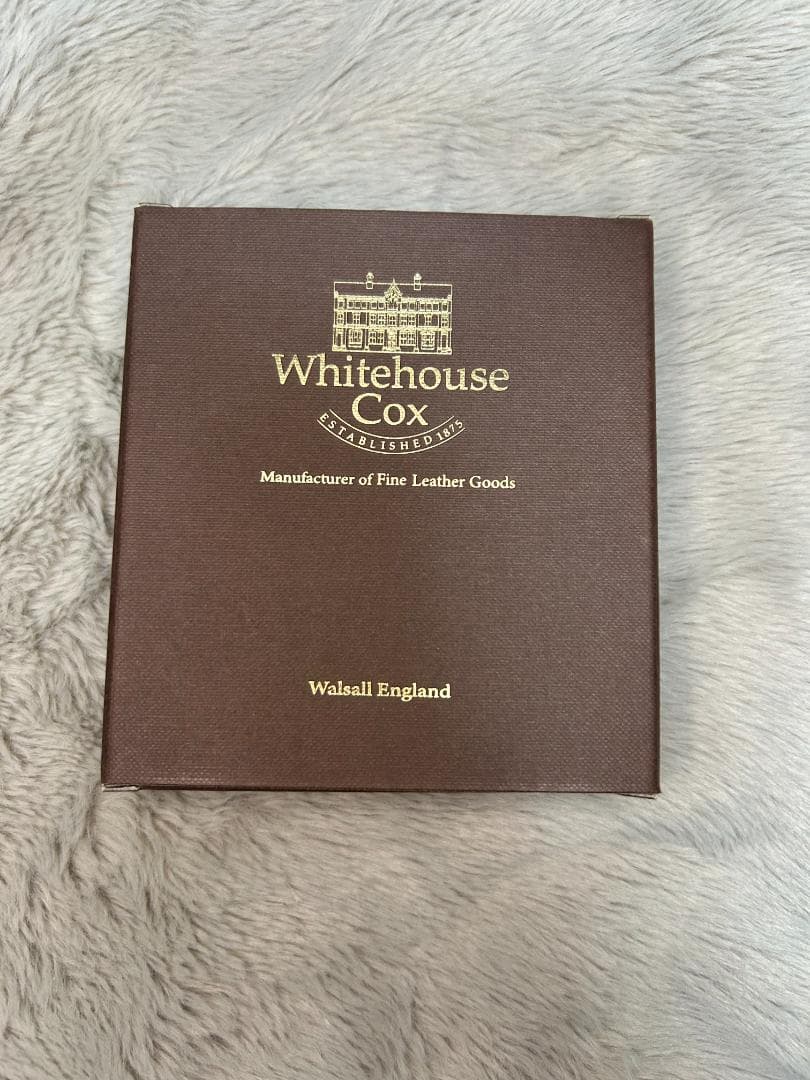 Whitehouse
Cox
ESTABLISHED 1875
Manufacturer of Fine Leather Goods
Walsall England